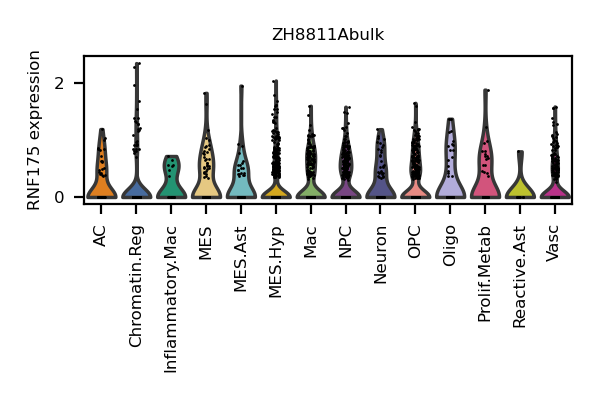 ZH8811Abulk
RNF175 expression
2
0
AC
Chromatin.Reg
Inflammatory.Mac
MES
MES.Ast
MES.Hyp
Mac
NPC
Neuron
OPC
Oligo
Prolif.Metab
Reactive.Ast
Vasc